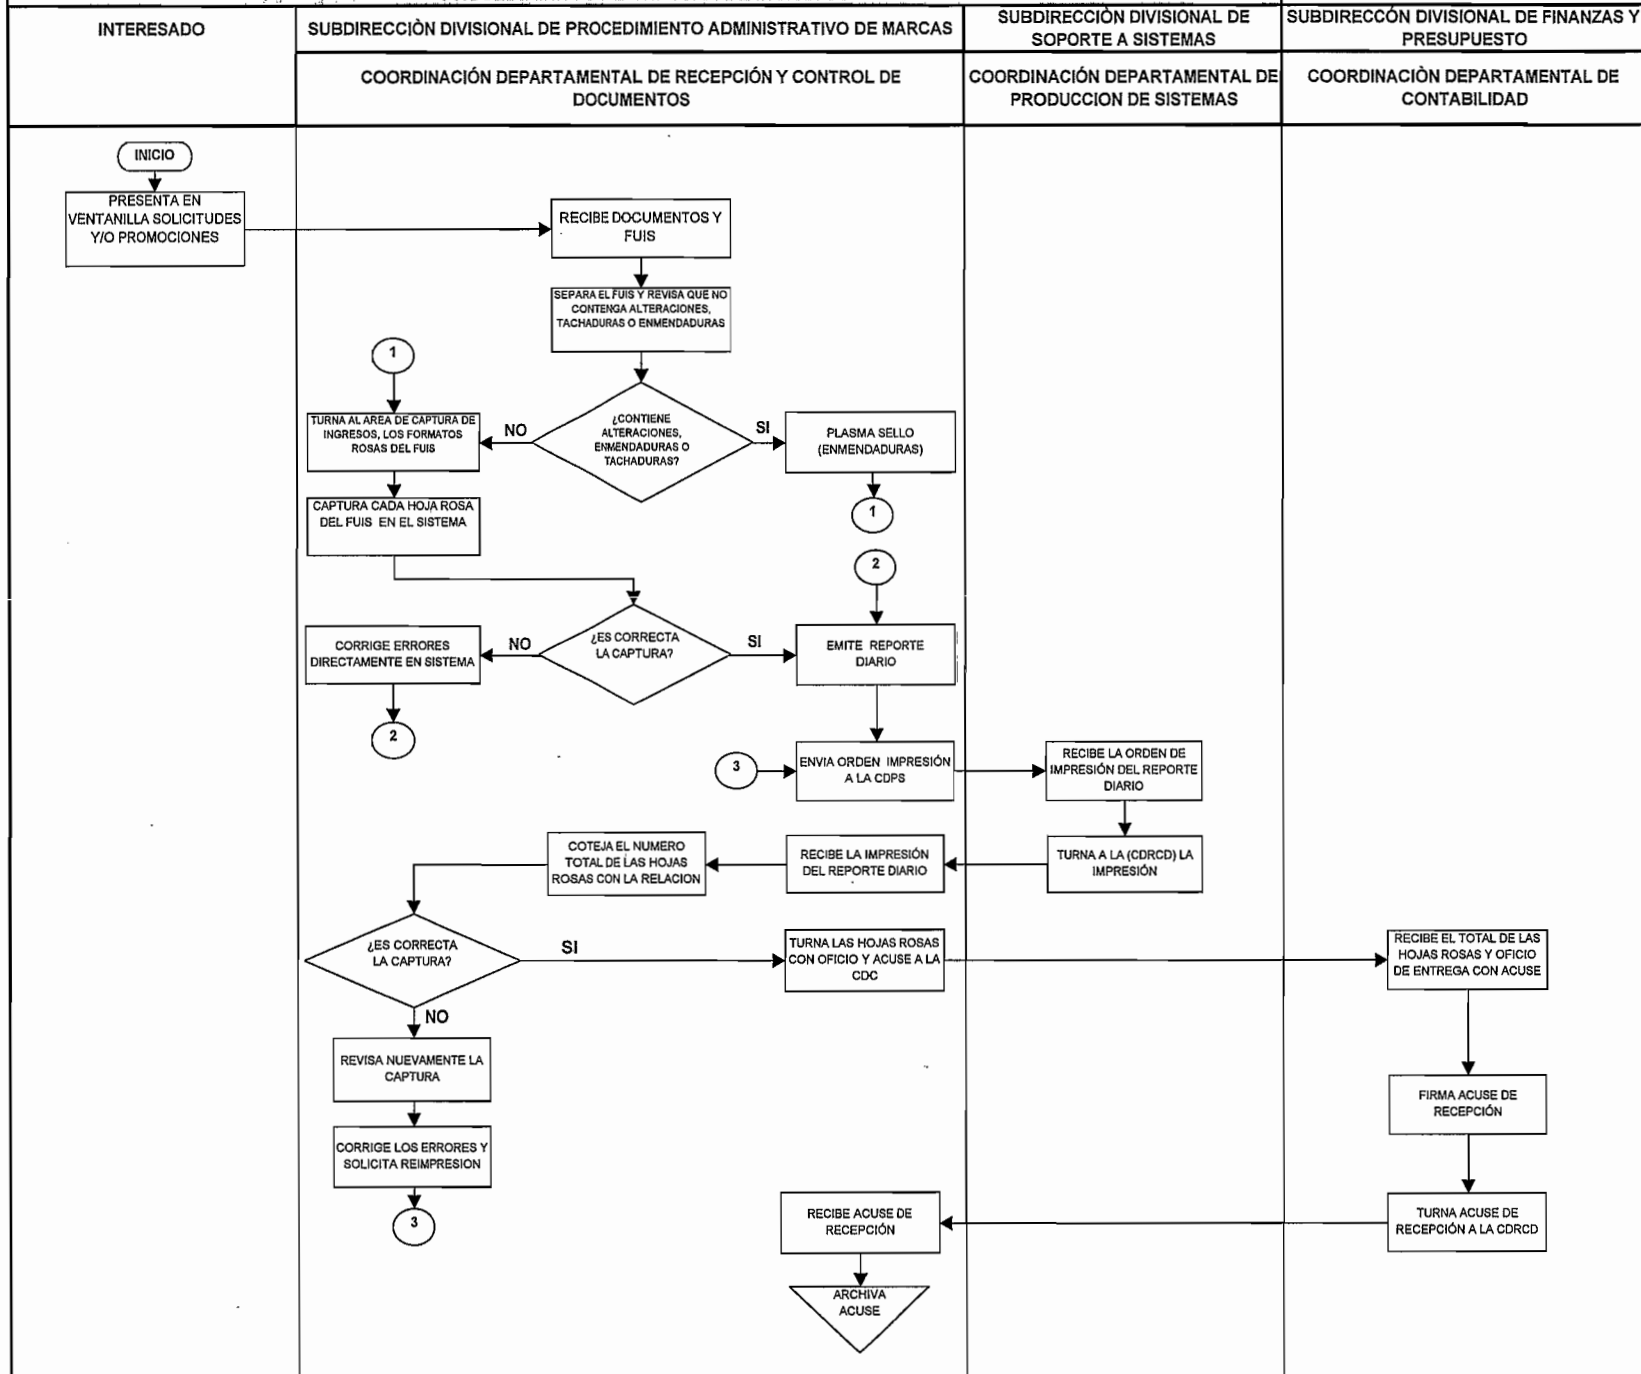 INTERESADO
SUBDIRECCIÒN DIVISIONAL DE PROCEDIMIENTO ADMINISTRATIVO DE MARCAS
SUBDIRECCIÒN DIVISIONAL DE
SOPORTE A SISTEMAS
SUBDIRECCÓN DIVISIONAL DE FINANZAS Y
PRESUPUESTO
COORDINACIÓN DEPARTAMENTAL DE RECEPCIÓN Y CONTROL DE
DOCUMENTOS
COORDINACIÒN DEPARTAMENTAL DE
PRODUCCION DE SISTEMAS
COORDINACIÒN DEPARTAMENTAL DE
CONTABILIDAD
INICIO
PRESENTA EN
VENTANILLA SOLICITUDES
Y/O PROMOCIONES
RECIBE DOCUMENTOS Y
FUIS
SEPARA EL FUIS Y REVISA QUE NO
CONTENGA ALTERACIONES,
TACHADURAS O ENMENDADURAS
1
TURNA AL AREA DE CAPTURA DE
INGRESOS, LOS FORMATOS
ROSAS DEL FUIS
NO
¿CONTIENE
ALTERACIONES,
ENMENDADURAS O
TACHADURAS?
SI
PLASMA SELLO
(ENMENDADURAS)
1
CAPTURA CADA HOJA ROSA
DEL FUIS EN EL SISTEMA
2
CORRIGE ERRORES
DIRECTAMENTE EN SISTEMA
NO
¿ES CORRECTA
LA CAPTURA?
SI
EMITE REPORTE
DIARIO
2
3
ENVIA ORDEN IMPRESIÓN
A LA CDPS
RECIBE LA ORDEN DE
IMPRESIÓN DEL REPORTE
DIARIO
COTEJA EL NUMERO
TOTAL DE LAS HOJAS
ROSAS CON LA RELACION
RECIBE LA IMPRESIÓN
DEL REPORTE DIARIO
TURNA A LA (CDRCD) LA
IMPRESIÓN
¿ES CORRECTA
LA CAPTURA?
SI
TURNA LAS HOJAS ROSAS
CON OFICIO Y ACUSE A LA
CDC
RECIBE EL TOTAL DE LAS
HOJAS ROSAS Y OFICIO
DE ENTREGA CON ACUSE
NO
REVISA NUEVAMENTE LA
CAPTURA
FIRMA ACUSE DE
RECEPCIÓN
CORRIGE LOS ERRORES Y
SOLICITA REIMPRESION
3
RECIBE ACUSE DE
RECEPCIÓN
TURNA ACUSE DE
RECEPCIÓN A LA CDRCD
ARCHIVA
ACUSE